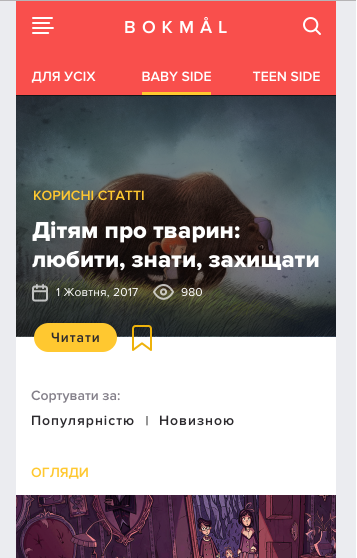 BOKMÅL
ДЛЯ УСІХ BABY SIDE TEEN SIDE
КОРИСНІ СТАТТІ
Дітям про тварин:
любити, знати, захищати
1 Жовтня, 2017 980
Читати
Сортувати за:
Популярністю | Новизною
ОГЛЯДИ